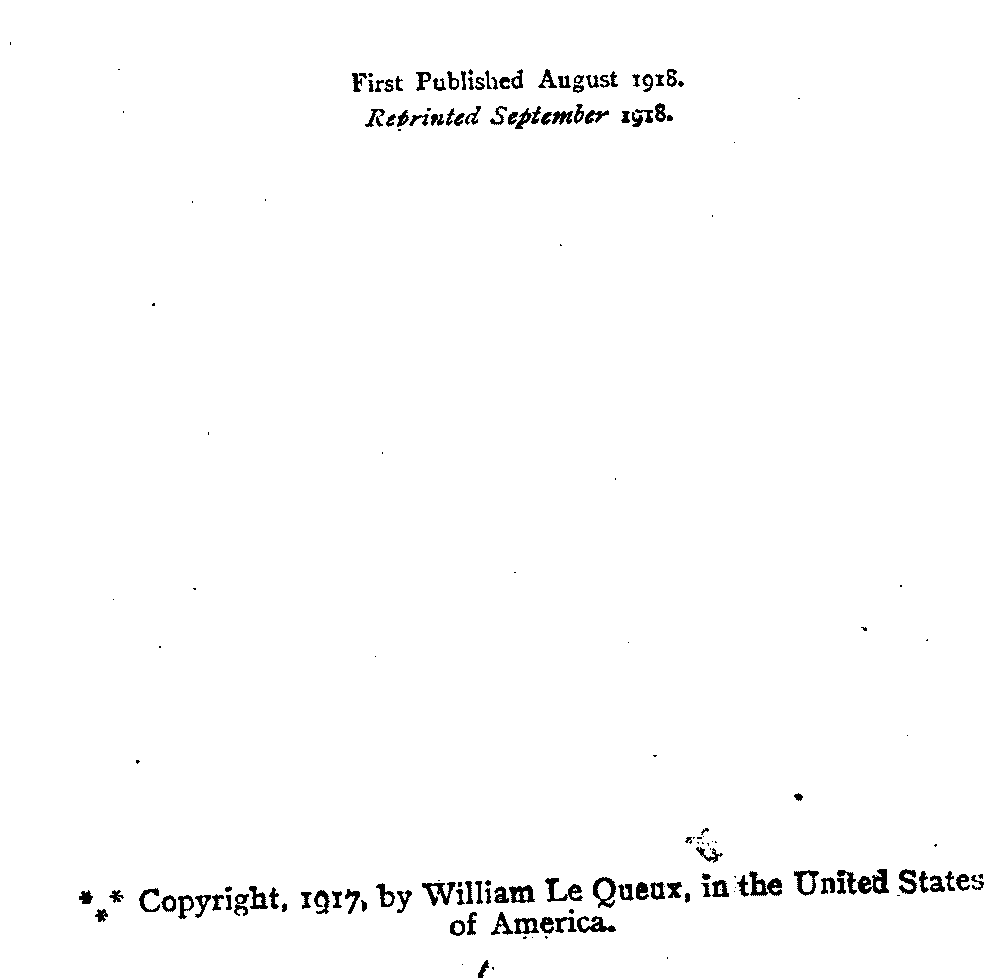 First Published August 1918.
Reprinted September 1918.
⁂ Copyright, 1917, by William Le Queux, in the United States
of America.